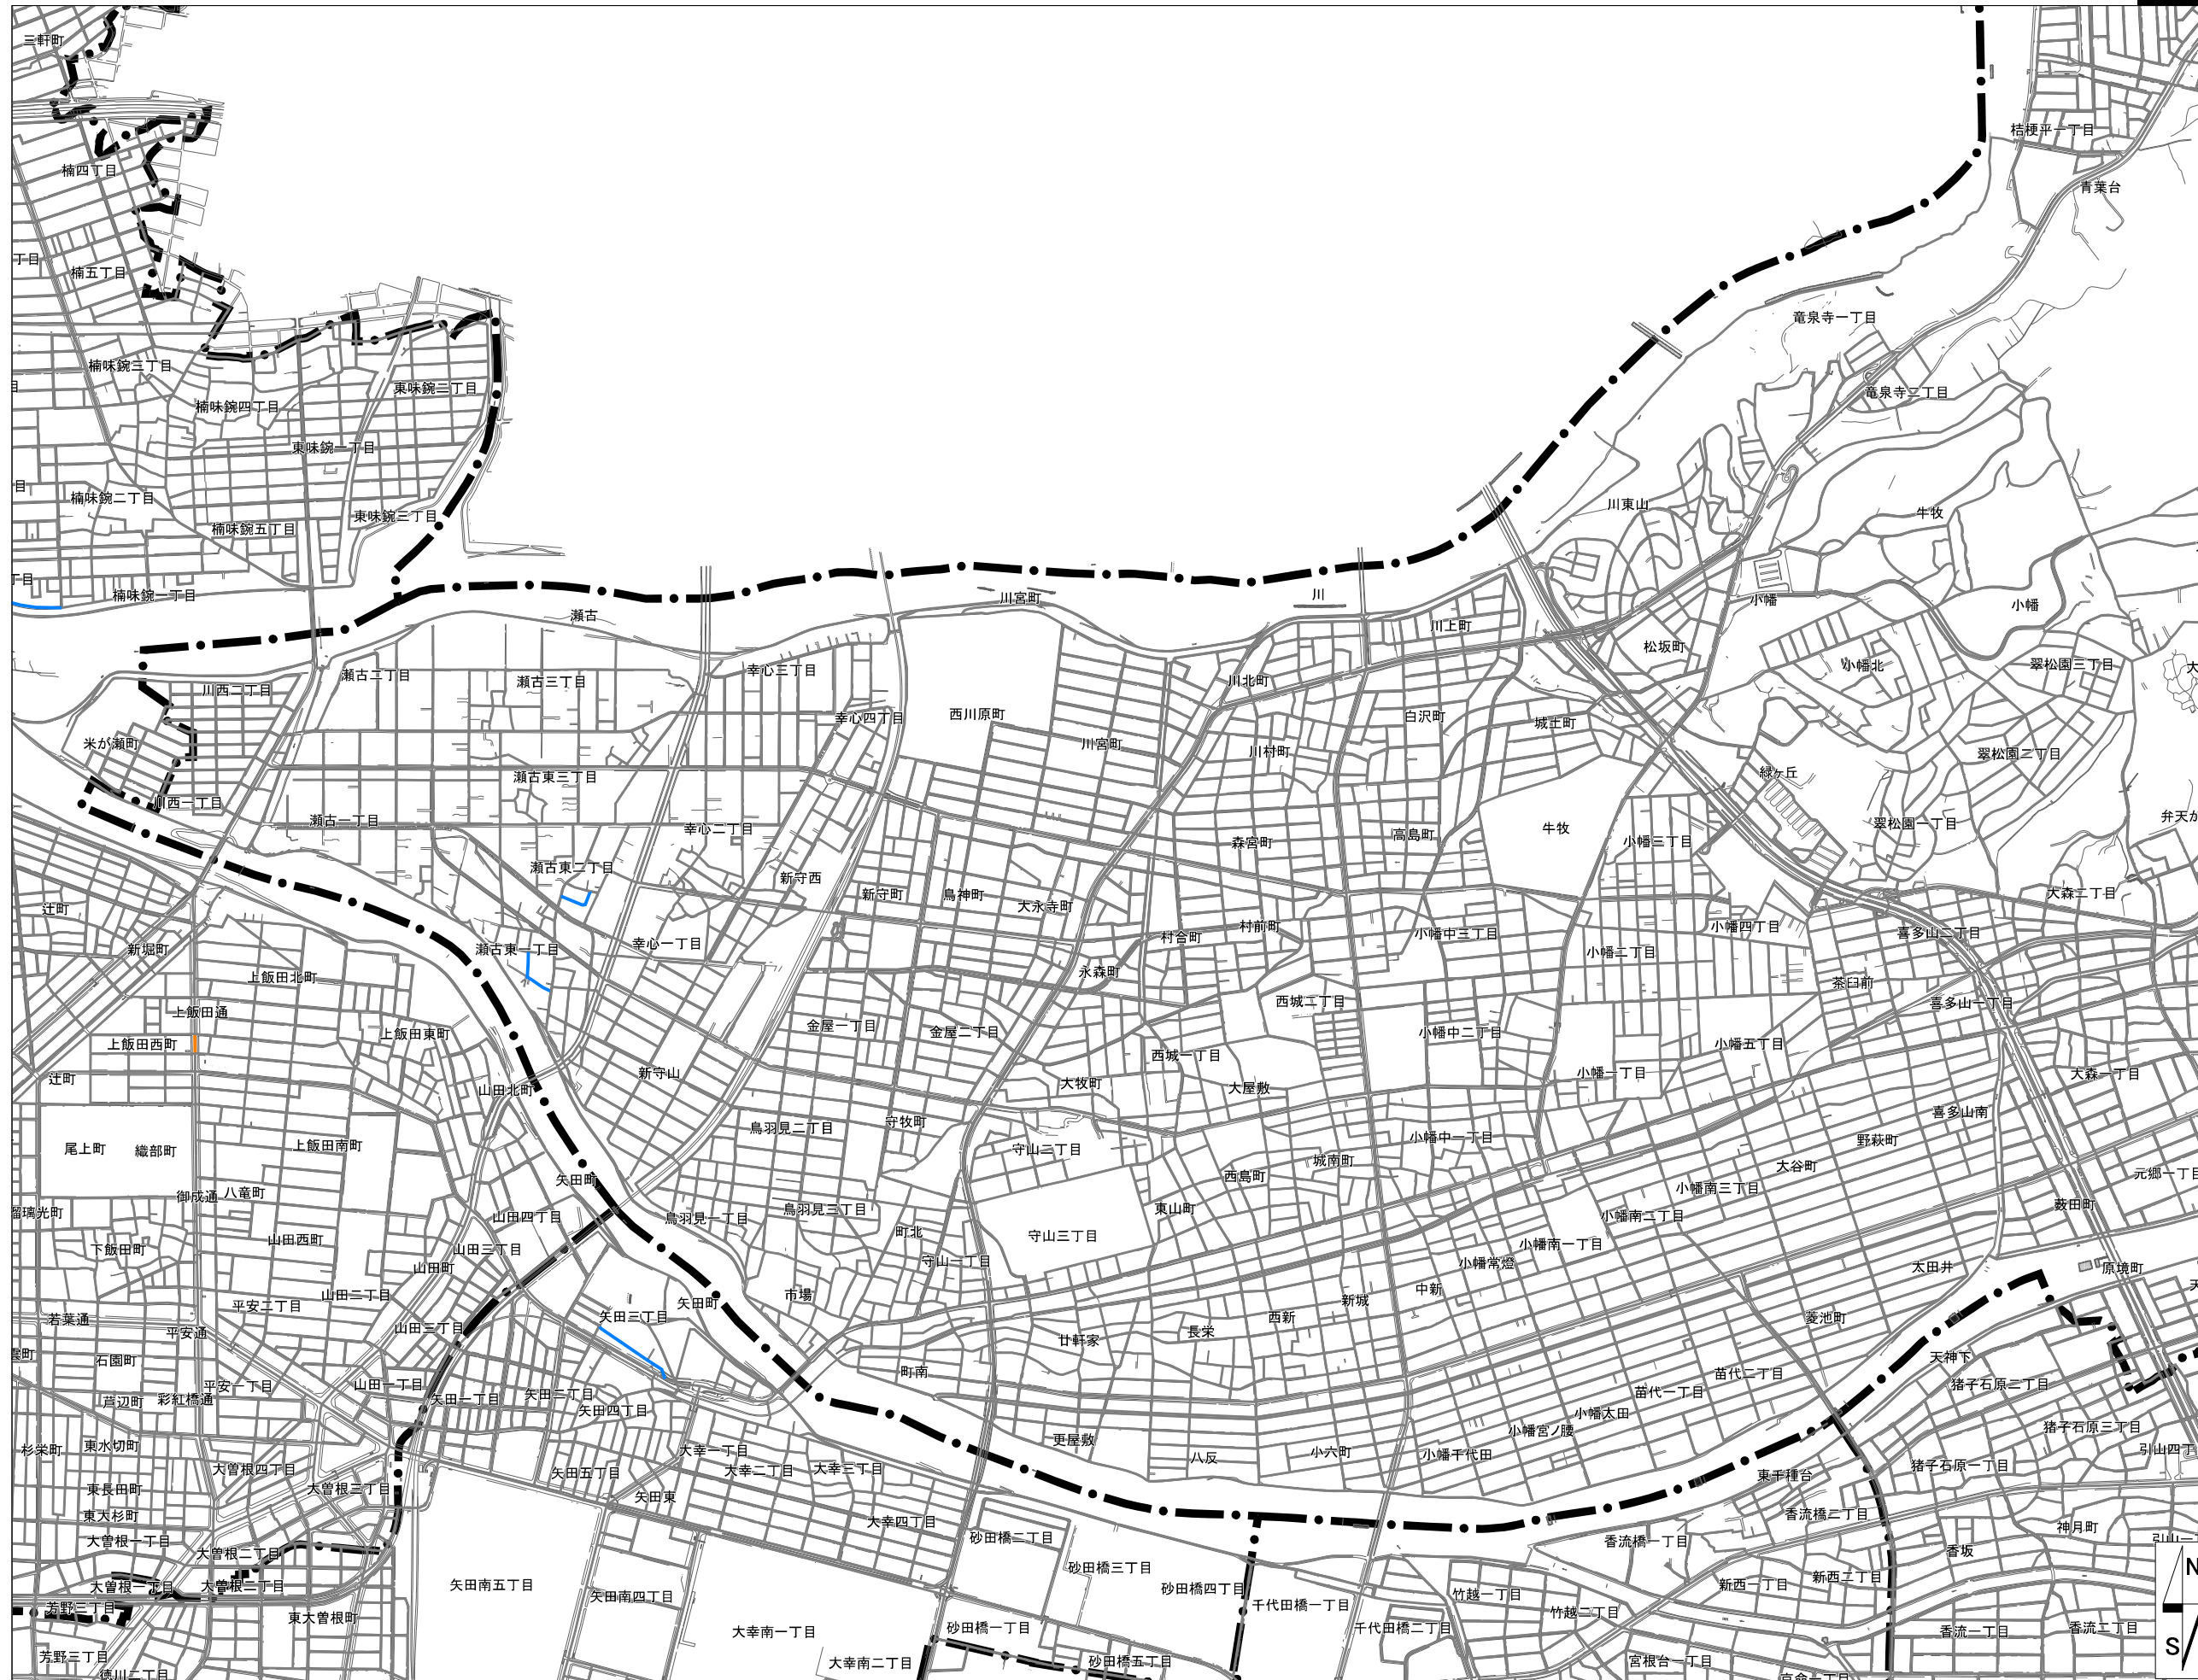 三軒町
桔梗平一丁目
楠四丁目
青葉台
丁目
楠五丁目
竜泉寺一丁目
楠味鋺三丁目
目
東味鋺二丁目
竜泉寺二丁目
楠味鋺四丁目
東味鋺一丁目
目
楠味鋺二丁目
川東山
牛牧
東味鋺三丁目
楠味鋺五丁目
丁目
楠味鋺一丁目
川宮町
川
小幡
小幡
瀬古
川上町
松坂町
小幡北
翠松園三丁目
大
瀬古二丁目
瀬古三丁目
幸心三丁目
川北町
川西二丁目
幸心四丁目
西川原町
白沢町
城土町
米が瀬町
川宮町
川村町
翠松園二丁目
緑ヶ丘
瀬古東三丁目
川西一丁目
瀬古一丁目
幸心二丁目
森宮町
高島町
牛牧
小幡三丁目
翠松園一丁目
弁天が
瀬古東二丁目
新守西
新守町
鳥神町
大永寺町
大森二丁目
辻町
村合町
村前町
小幡中三丁目
小幡四丁目
喜多山二丁目
新堀町
瀬古東一丁目
幸心一丁目
小幡二丁目
上飯田北町
永森町
茶臼前
上飯田通
西城二丁目
喜多山一丁目
上飯田東町
金屋一丁目
金屋二丁目
小幡中二丁目
上飯田西町
西城一丁目
小幡五丁目
辻町
山田北町
新守山
大牧町
大屋敷
小幡一丁目
大森一丁目
喜多山南
尾上町
織部町
上飯田南町
鳥羽見二丁目
守牧町
守山二丁目
小幡中一丁目
野萩町
矢田町
西島町
城南町
大谷町
元郷一丁目
御成通
八竜町
小幡南三丁目
瑠璃光町
山田四丁目
鳥羽見一丁目
鳥羽見三丁目
東山町
小幡南二丁目
薮田町
下飯田町
山田西町
山田三丁目
町北
守山三丁目
小幡南一丁目
山田町
守山一丁目
小幡常燈
太田井
原境町
平安二丁目
山田二丁目
矢田三丁目
矢田町
市場
新城
中新
天
若葉通
平安通
山田三丁目
廿軒家
長栄
西新
菱池町
雲町
石園町
町南
天神下
芦辺町
彩紅橋通
平安一丁目
山田一丁目
矢田一丁目
矢田二丁目
矢田四丁目
苗代一丁目
苗代二丁目
猪子石原二丁目
杉栄町
東水切町
大幸一丁目
更屋敷
八反
小六町
小幡千代田
小幡宮ノ腰
小幡太田
猪子石原三丁目
引山四丁
大曽根四丁目
矢田五丁目
大幸二丁目
大幸三丁目
東千種台
猪子石原一丁目
東長田町
大曽根三丁目
矢田東
東大杉町
大幸四丁目
砂田橋二丁目
香流橋二丁目
神月町
大曽根一丁目
大曽根二丁目
砂田橋三丁目
香流橋一丁目
香坂
大曽根一丁目
大曽根二丁目
矢田南五丁目
矢田南四丁目
砂田橋四丁目
竹越一丁目
新西一丁目
新西二丁目
N
芳野三丁目
東大曽根町
大幸南一丁目
砂田橋一丁目
千代田橋一丁目
竹越二丁目
千代田橋二丁目
香流一丁目
香流二丁目
芳野三丁目
徳川二丁目
大幸南二丁目
砂田橋五丁目
宮根台一丁目
S